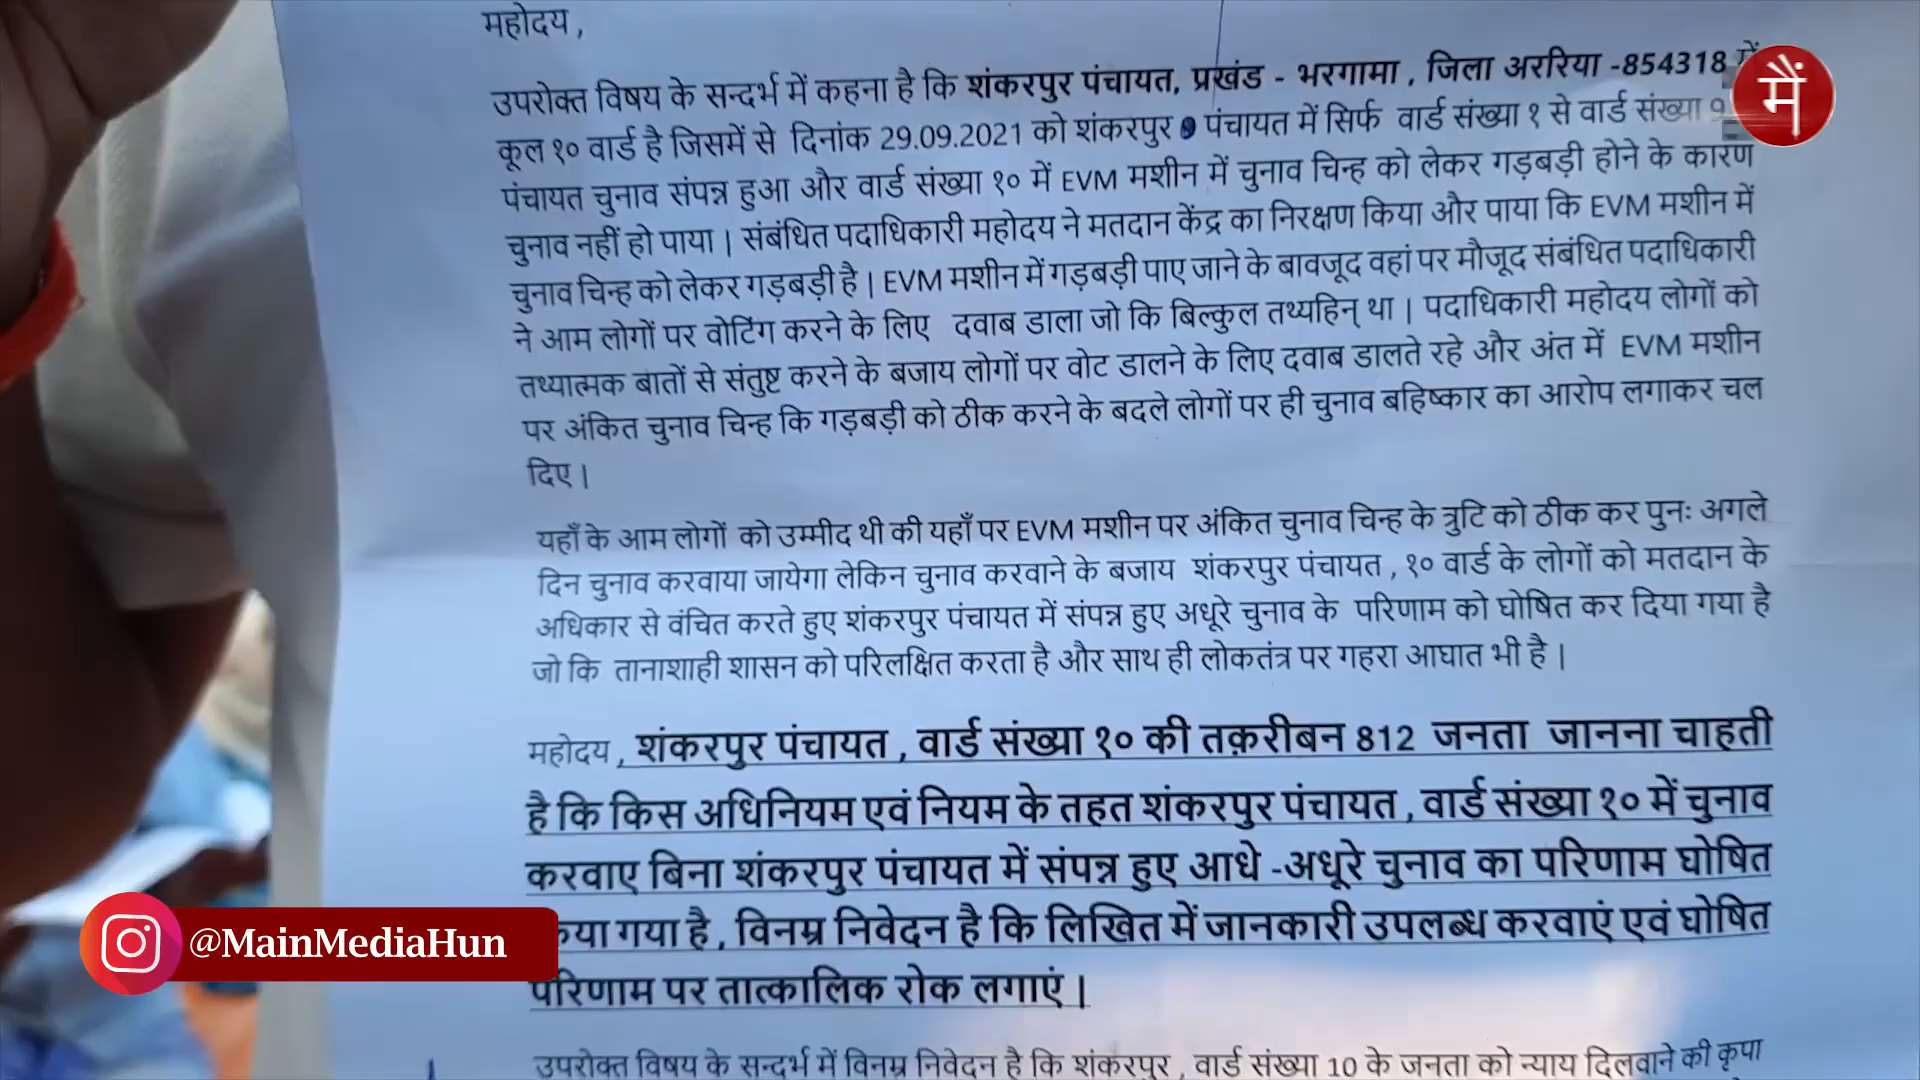 महोदय ,
उपरोक्त विषय के सन्दर्भ में कहना है कि शंकरपुर पंचायत, प्रखंड - भरगामा , जिला अररिया -854318 में
कूल १० वार्ड है जिसमें से दिनांक 29.09.2021 को शंकरपुर पंचायत में सिर्फ वार्ड संख्या १ से वार्ड संख्या 9
पंचायत चुनाव संपन्न हुआ और वार्ड संख्या १० में EVM मशीन में चुनाव चिन्ह को लेकर गड़बड़ी होने के कारण
चुनाव नहीं हो पाया | संबंधित पदाधिकारी महोदय ने मतदान केंद्र का निरक्षण किया और पाया कि EVM मशीन में
चुनाव चिन्ह को लेकर गड़बड़ी है | EVM मशीन में गड़बड़ी पाए जाने के बावजूद वहां पर मौजूद संबंधित पदाधिकारी
ने आम लोगों पर वोटिंग करने के लिए दवाब डाला जो कि बिल्कुल तथ्यहिन् था | पदाधिकारी महोदय लोगों को
तथ्यात्मक बातों से संतुष्ट करने के बजाय लोगों पर वोट डालने के लिए दवाब डालते रहे और अंत में EVM मशीन
पर अंकित चुनाव चिन्ह कि गड़बड़ी को ठीक करने के बदले लोगों पर ही चुनाव बहिष्कार का आरोप लगाकर चल
दिए |
यहाँ के आम लोगों को उम्मीद थी की यहाँ पर EVM मशीन पर अंकित चुनाव चिन्ह के त्रुटि को ठीक कर पुनः अगले
दिन चुनाव करवाया जायेगा लेकिन चुनाव करवाने के बजाय शंकरपुर पंचायत , १० वार्ड के लोगों को मतदान के
अधिकार से वंचित करते हुए शंकरपुर पंचायत में संपन्न हुए अधूरे चुनाव के परिणाम को घोषित कर दिया गया है
जो कि तानाशाही शासन को परिलक्षित करता है और साथ ही लोकतंत्र पर गहरा आघात भी है |
महोदय , शंकरपुर पंचायत , वार्ड संख्या १० की तक़रीबन 812 जनता जानना चाहती
है कि किस अधिनियम एवं नियम के तहत शंकरपुर पंचायत , वार्ड संख्या १० में चुनाव
करवाए बिना शंकरपुर पंचायत में संपन्न हुए आधे -अधूरे चुनाव का परिणाम घोषित
किया गया है , विनम्र निवेदन है कि लिखित में जानकारी उपलब्ध करवाएं एवं घोषित
परिणाम पर तात्कालिक रोक लगाएं |
उपरोक्त विषय के सन्दर्भ में विनम्र निवेदन है कि शंकरपुर , वार्ड संख्या 10 के जनता को न्याय दिलवाने की कृपा
मैं
@MainMediaHun